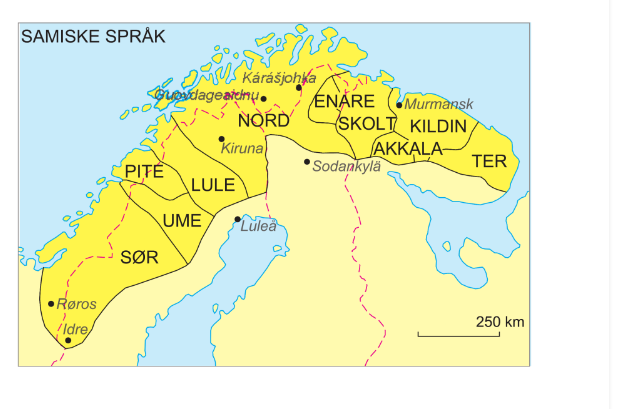 SAMISKE SPRÅK
Kárášjohka
Guovdageaidnu
ENARE
Murmansk
NORD
SKOLT
KILDIN
Kiruna
AKKALA
TER
PITE
LULE
Sodankylä
UME
Luleå
SØR
Røros
Idre
250 km